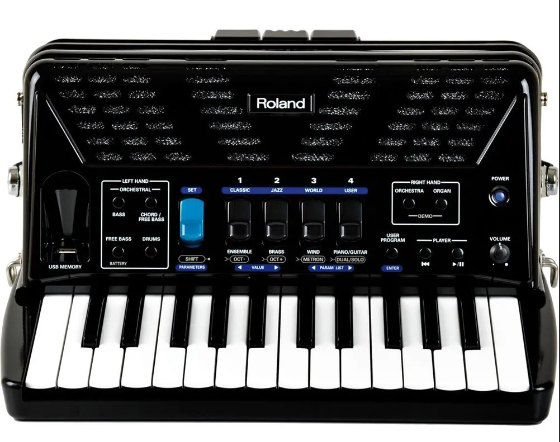 Roland
LEFT HAND
ORCHESTRAL
BASS
CHORD / FREE BASS
FREE BASS
DRUMS
BATTERY
USB MEMORY
SET
SHIFT
PARAMETERS
1 2 3 4
CLASSIC JAZZ WORLD USER
ENSEMBLE BRASS WIND PIANO/GUITAR
OCT- OCT+ METRON (DUAL/SOLO)
◀ VALUE ▶ ◀ PARAM LIST ▶
RIGHT HAND
ORCHESTRA ORGAN
DEMO
USER PROGRAM
ENTER
PLAYER
POWER
VOLUME